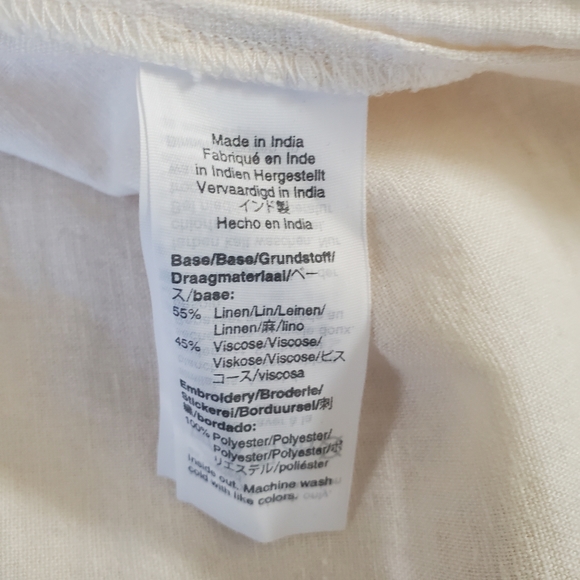 Made in India
Fabriqué en Inde
in Indien Hergestellt
Vervaardigd in India
インド製
Hecho en India
Base/Base/Grundstoff/
Draagmateriaal/ベー
ス/base:
55% Linen/Lin/Leinen/
Linnen/麻/lino
45% Viscose/Viscose/
Viskose/Viscose/ビス
コース/viscosa
Embroidery/Broderie/
Stickerei/Borduursel/刺
繍/bordado:
100% Polyester/Polyester/
Polyester/Polyester/ポ
リエステル/poliéster
Inside out. Machine wash
cold with like colors.